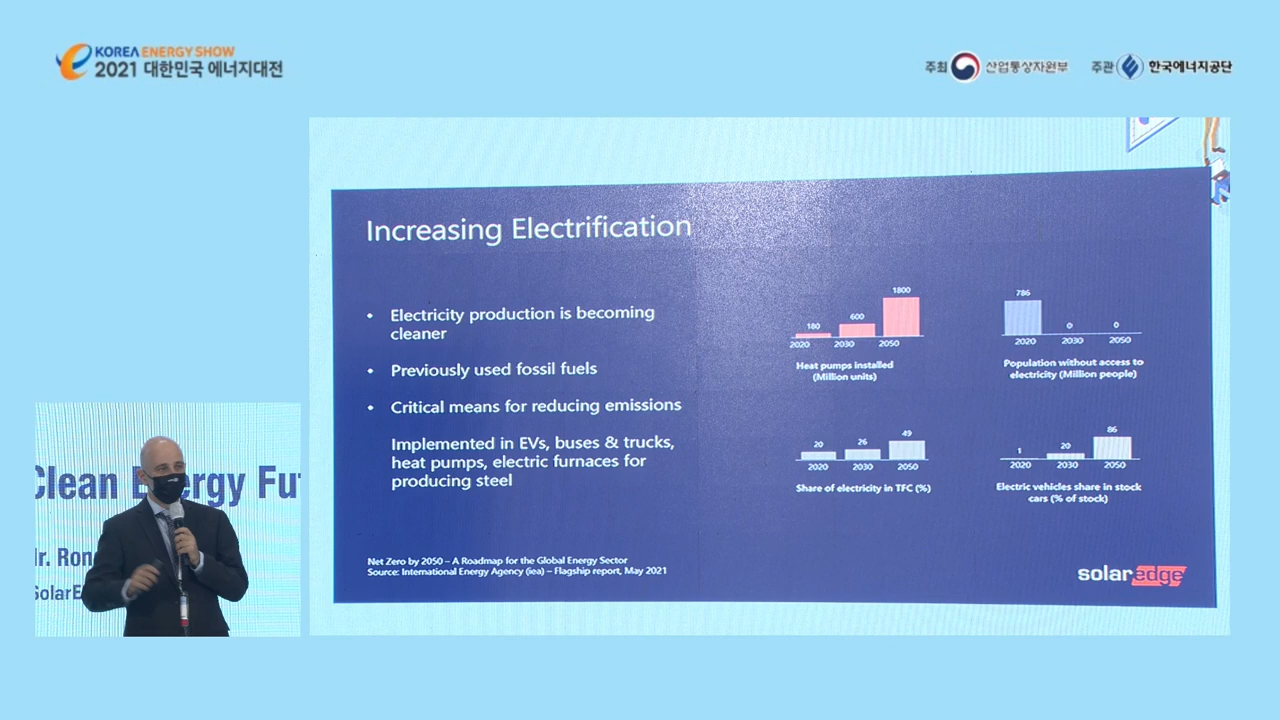 KOREA ENERGY SHOW
2021 대한민국 에너지대전
주최 산업통상자원부 주관 한국에너지공단
Increasing Electrification
• Electricity production is becoming
cleaner
• Previously used fossil fuels
• Critical means for reducing emissions
Implemented in EVs, buses & trucks,
heat pumps, electric furnaces for
producing steel
180 600 1800
2020 2030 2050
Heat pumps installed
(Million units)
786 0 0
2020 2030 2050
Population without access to
electricity (Million people)
20 26 49
2020 2030 2050
Share of electricity in TFC (%)
1 20 86
2020 2030 2050
Electric vehicles share in stock
cars (% of stock)
Net Zero by 2050 – A Roadmap for the Global Energy Sector
Source: International Energy Agency (iea) – Flagship report, May 2021
solaredge
Clean Energy Fu
r. Ron
SolarE